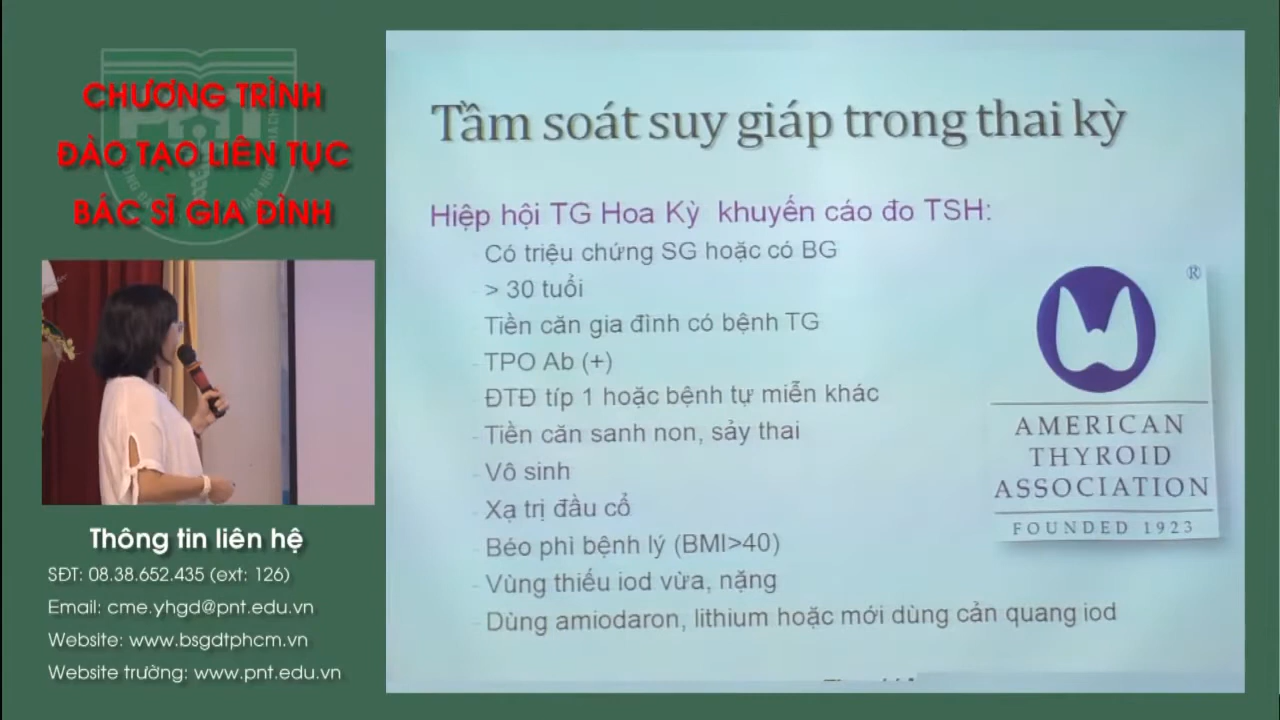 CHƯƠNG TRÌNH
ĐÀO TẠO LIÊN TỤC
BÁC SĨ GIA ĐÌNH
Thông tin liên hệ
SĐT: 08.38.652.435 (ext: 126)
Email: cme.yhgd@pnt.edu.vn
Website: www.bsgdtphcm.vn
Website trường: www.pnt.edu.vn
Tầm soát suy giáp trong thai kỳ
Hiệp hội TG Hoa Kỳ khuyến cáo đo TSH:
Có triệu chứng SG hoặc có BG
- > 30 tuổi
- Tiền căn gia đình có bệnh TG
- TPO Ab (+)
- ĐTĐ típ 1 hoặc bệnh tự miễn khác
- Tiền căn sanh non, sảy thai
- Vô sinh
- Xạ trị đầu cổ
- Béo phì bệnh lý (BMI>40)
- Vùng thiếu iod vừa, nặng
- Dùng amiodaron, lithium hoặc mới dùng cản quang iod
®
AMERICAN
THYROID
ASSOCIATION
FOUNDED 1923
PNT